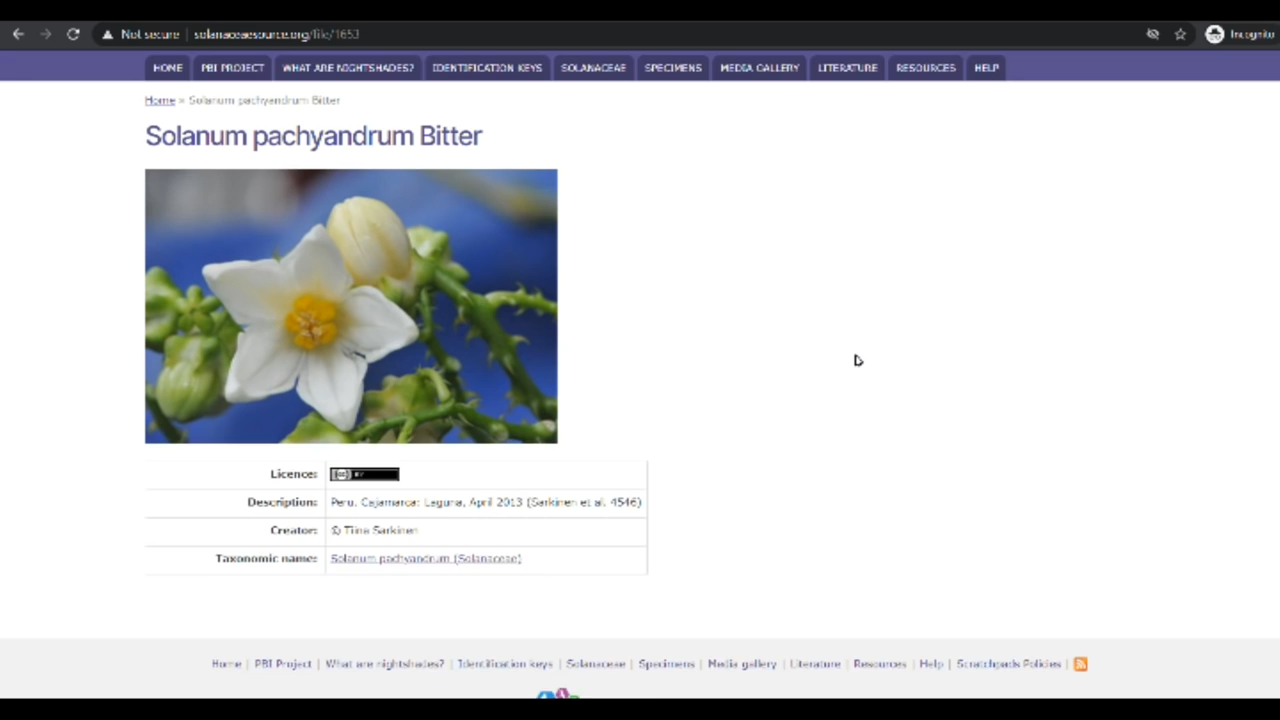 Not secure solanaceaesource.org/file/1653 Incognito
HOME PBI PROJECT WHAT ARE NIGHTSHADES? IDENTIFICATION KEYS SOLANACEAE SPECIMENS MEDIA GALLERY LITERATURE RESOURCES HELP
Home » Solanum pachyandrum Bitter
Solanum pachyandrum Bitter
Licence: cc BY
Description: Peru, Cajamarca: Laguna, April 2013 (Sarkinen et al. 4546)
Creator: © Tiina Sarkinen
Taxonomic name: Solanum pachyandrum (Solanaceae)
Home | PBI Project | What are nightshades? | Identification keys | Solanaceae | Specimens | Media gallery | Literature | Resources | Help | Scratchpads Policies |